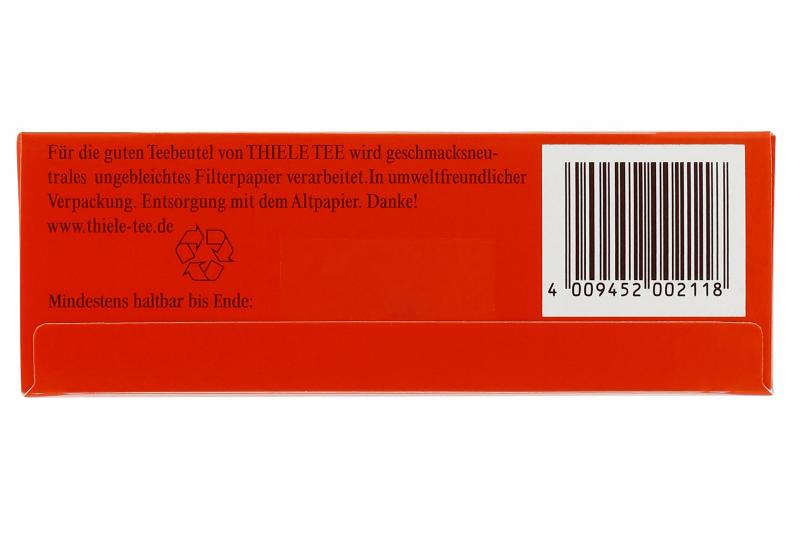 Für die guten Teebeutel von THIELE TEE wird geschmacksneu-
trales ungebleichtes Filterpapier verarbeitet.In umweltfreundlicher
Verpackung. Entsorgung mit dem Altpapier. Danke!
www.thiele-tee.de
Mindestens haltbar bis Ende:
4 009452 002118